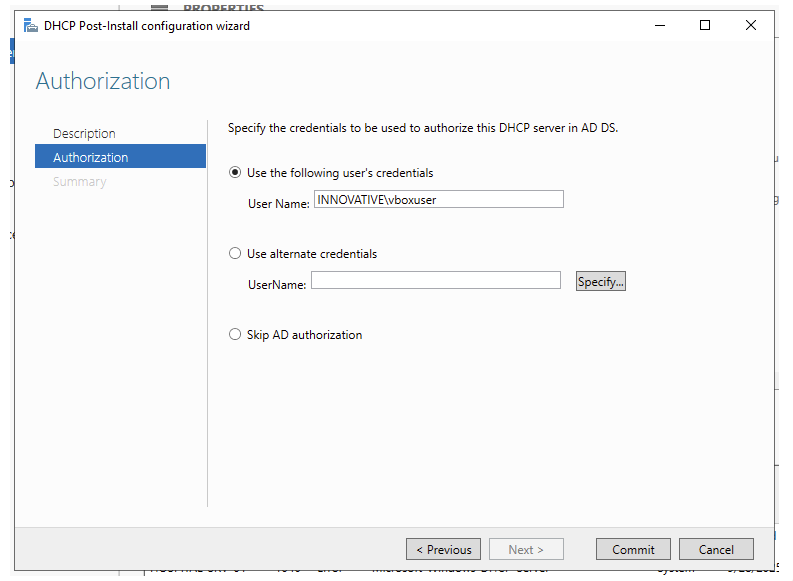 PROPERTIES
DHCP Post-Install configuration wizard
Authorization
Description
Authorization
Summary
Specify the credentials to be used to authorize this DHCP server in AD DS.
Use the following user's credentials
User Name: INNOVATIVE\vboxuser
Use alternate credentials
UserName:
Specify...
Skip AD authorization
< Previous
Next >
Commit
Cancel